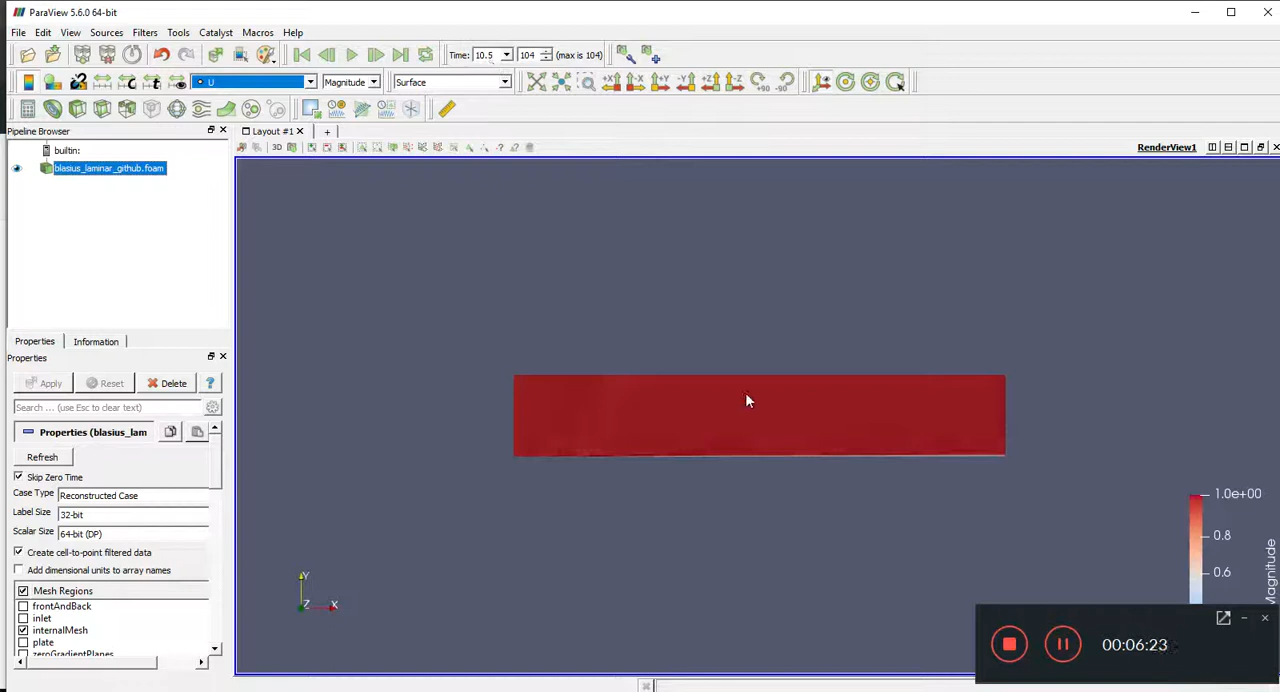 ParaView 5.6.0 64-bit
File Edit View Sources Filters Tools Catalyst Macros Help
Time: 10.5 104 (max is 104)
U Magnitude Surface +X -X +Y -Y +Z -Z +90 -90
Pipeline Browser
Layout #1 +
builtin:
3D
RenderView1
blasius_laminar_github.foam
Properties Information
Properties
Apply Reset Delete ?
Search ... (use Esc to clear text)
Properties (blasius_lam
Refresh
Skip Zero Time
Case Type Reconstructed Case
Label Size 32-bit
Scalar Size 64-bit (DP)
Create cell-to-point filtered data
Add dimensional units to array names
Mesh Regions
frontAndBack
inlet
internalMesh
plate
zeroGradientPlanes
Y
Z X
1.0e+00
0.8
0.6
Magnitude
00:06:23